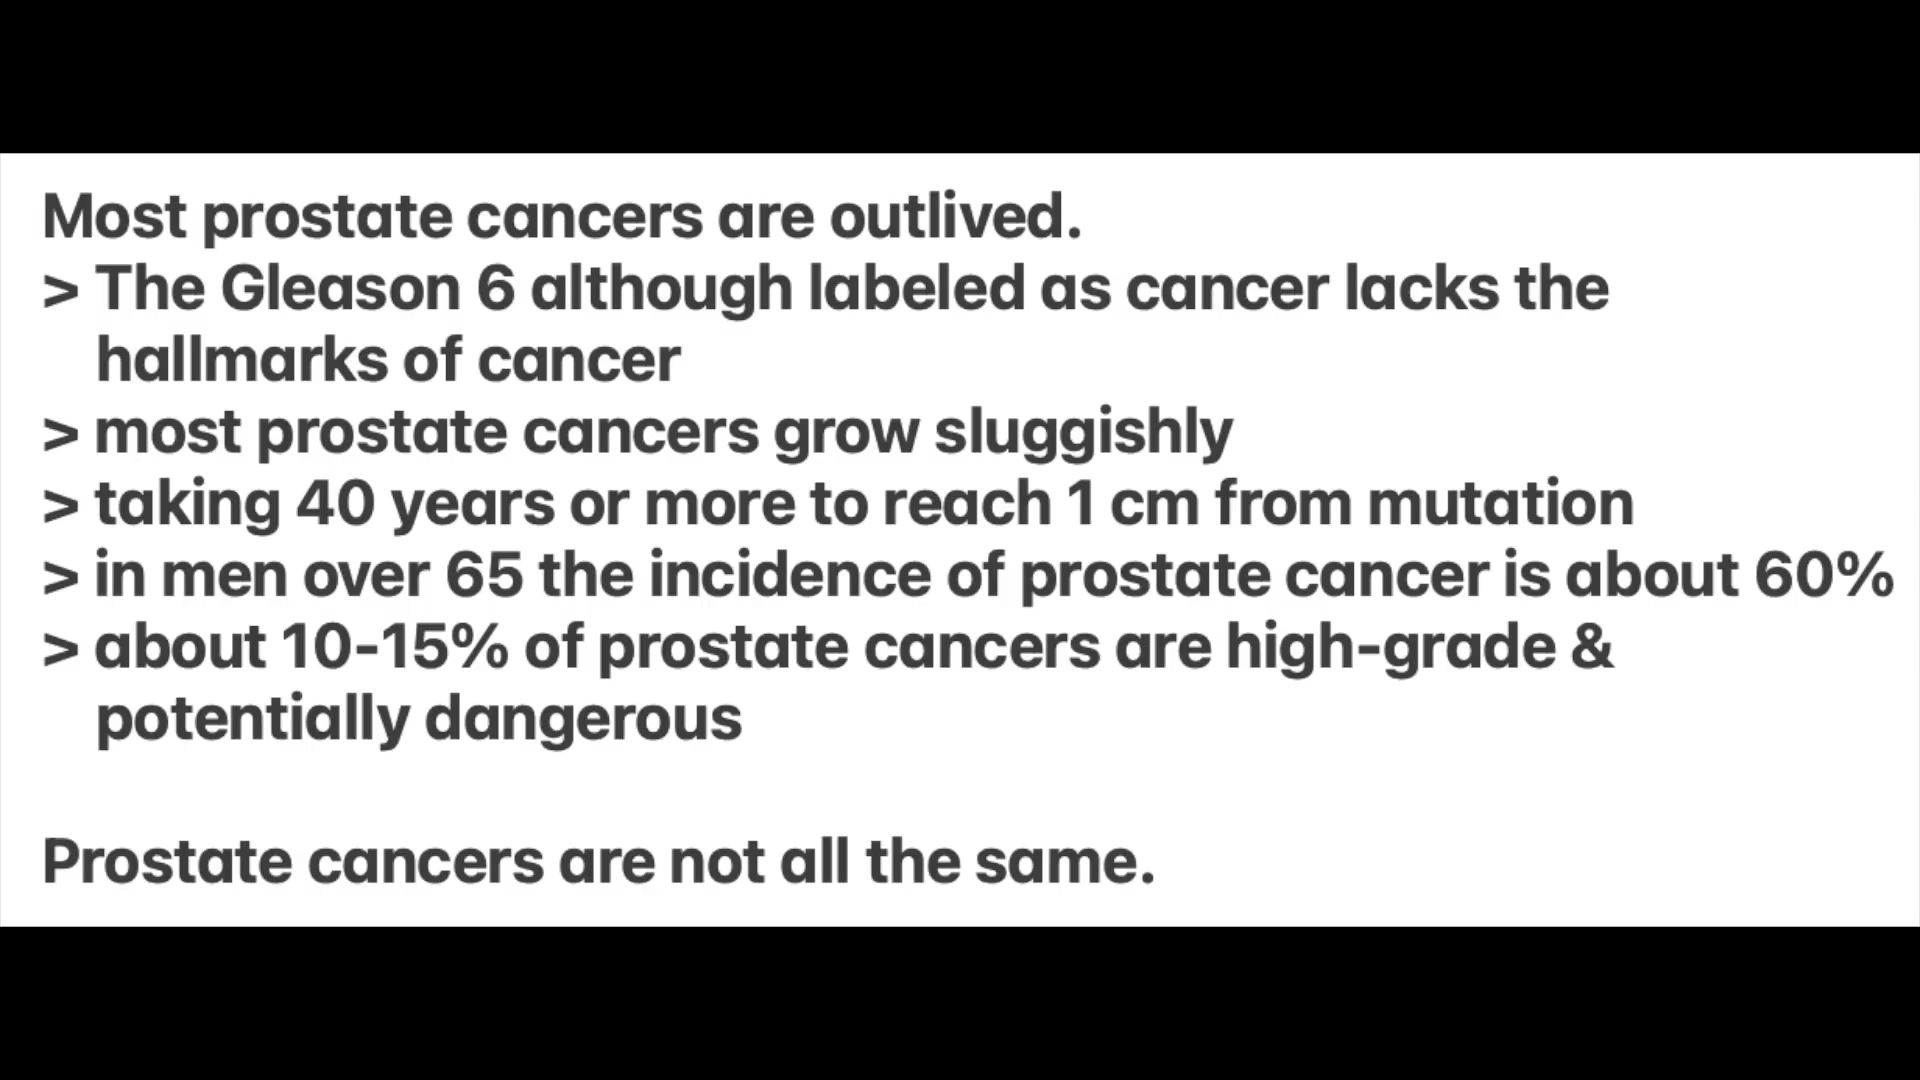 Most prostate cancers are outlived.
> The Gleason 6 although labeled as cancer lacks the
hallmarks of cancer
> most prostate cancers grow sluggishly
> taking 40 years or more to reach 1 cm from mutation
> in men over 65 the incidence of prostate cancer is about 60%
> about 10-15% of prostate cancers are high-grade &
potentially dangerous
Prostate cancers are not all the same.